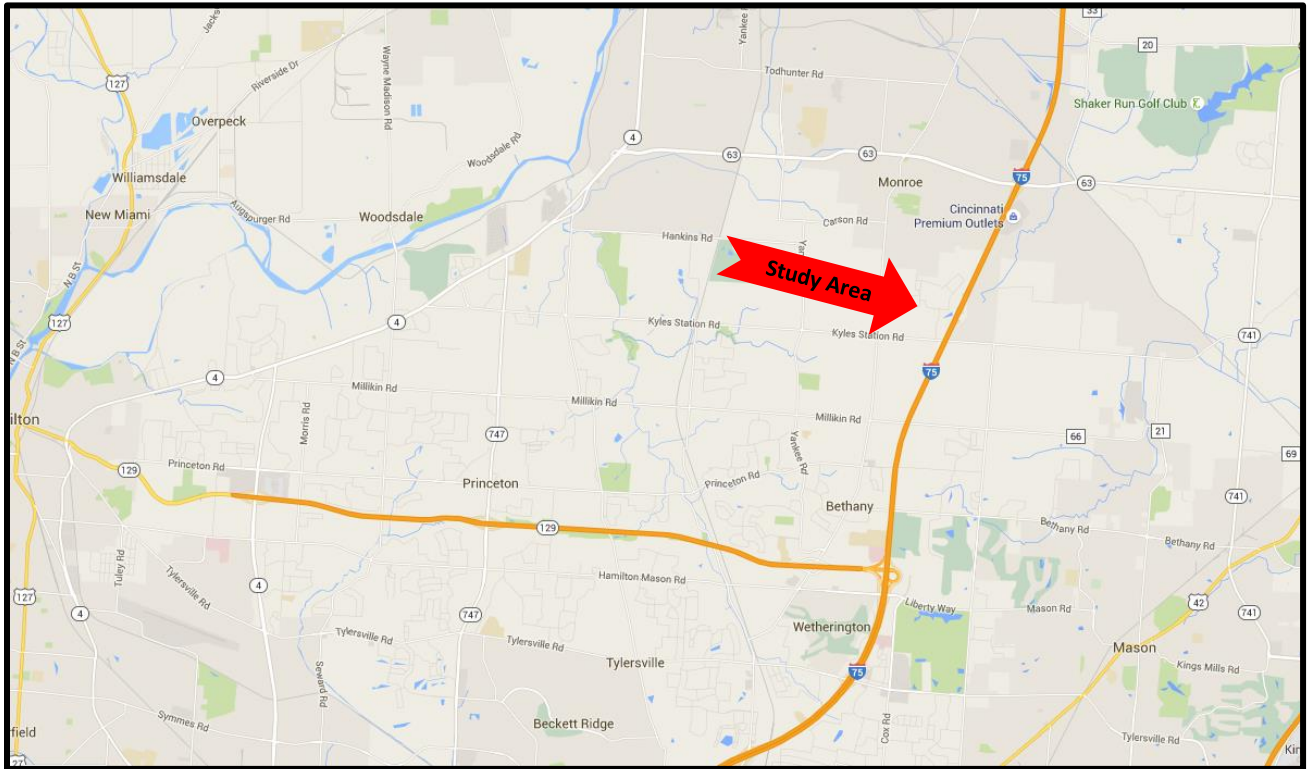 33
Jacks
Yankee R
20
Todhunter Rd
127
Riverside Dr
Wayne Madison Rd
Shaker Run Golf Club
Overpeck
4
Woodsdale Rd
63
63
Monroe
75
63
Williamsdale
New Miami
Augspurger Rd
Woodsdale
Carson Rd
Cincinnati
Premium Outlets
Hankins Rd
Yan
Study Area
N B St
127
4
Kyles Station Rd
Kyles Station Rd
741
N B St
75
4
Millikin Rd
Millikin Rd
Millikin Rd
ilton
Morris Rd
747
Yankee Rd
66
21
69
129
Princeton Rd
Princeton
Princeton Rd
Bethany
741
129
Bethany Rd
Bethany Rd
Tuley Rd
Tylersville Rd
4
Hamilton Mason Rd
127
4
747
Liberty Way
Mason Rd
42
741
Wetherington
Tylersville Rd
Tylersville Rd
Tylersville
Mason
75
Kings Mills Rd
Seward Rd
Symmes Rd
Beckett Ridge
Cox Rd
field
Tylersville Rd
27
Kin